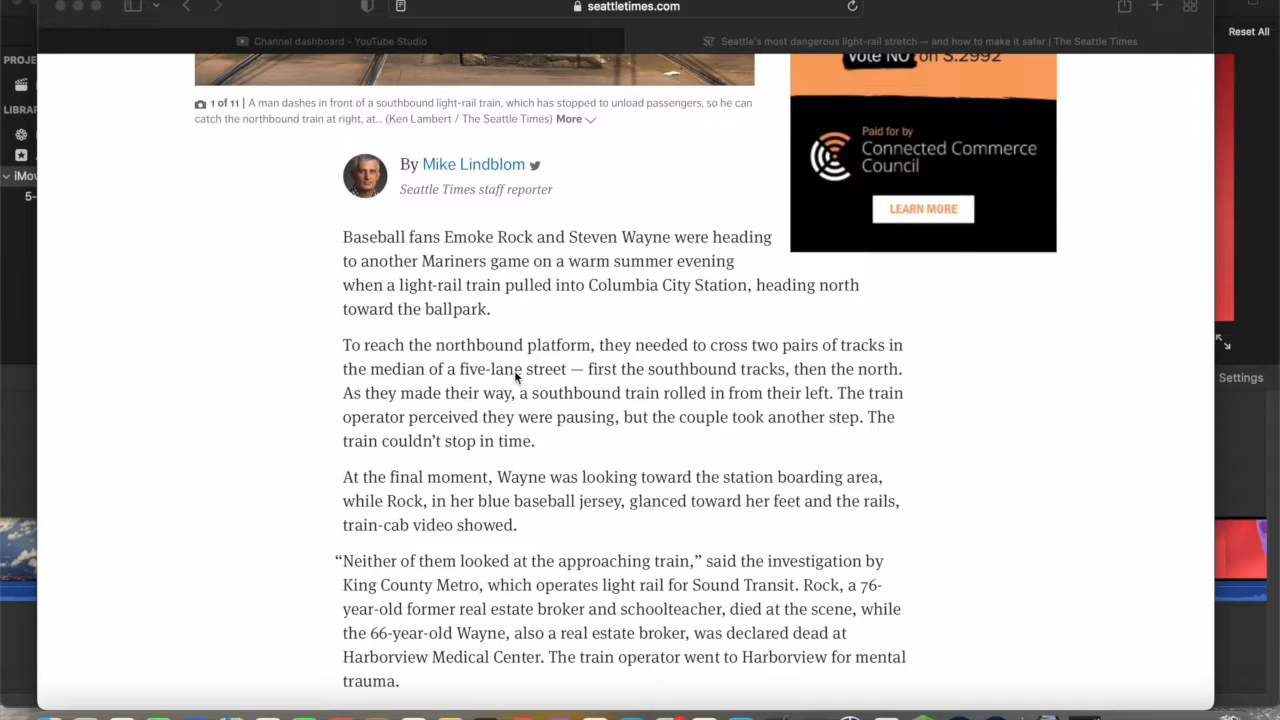 seattletimes.com
Reset All
Channel dashboard – YouTube Studio
Seattle's most dangerous light-rail stretch — and how to make it safer | The Seattle Times
PROJE
Vote NO on S.2992
1 of 11 | A man dashes in front of a southbound light-rail train, which has stopped to unload passengers, so he can
catch the northbound train at right, at... (Ken Lambert / The Seattle Times) More
LIBRAR
Paid for by
Connected Commerce
Council
LEARN MORE
By Mike Lindblom
Seattle Times staff reporter
iMov
5-
Baseball fans Emoke Rock and Steven Wayne were heading
to another Mariners game on a warm summer evening
when a light-rail train pulled into Columbia City Station, heading north
toward the ballpark.
To reach the northbound platform, they needed to cross two pairs of tracks in
the median of a five-lane street — first the southbound tracks, then the north.
As they made their way, a southbound train rolled in from their left. The train
operator perceived they were pausing, but the couple took another step. The
train couldn’t stop in time.
Settings
At the final moment, Wayne was looking toward the station boarding area,
while Rock, in her blue baseball jersey, glanced toward her feet and the rails,
train-cab video showed.
“Neither of them looked at the approaching train,” said the investigation by
King County Metro, which operates light rail for Sound Transit. Rock, a 76-
year-old former real estate broker and schoolteacher, died at the scene, while
the 66-year-old Wayne, also a real estate broker, was declared dead at
Harborview Medical Center. The train operator went to Harborview for mental
trauma.